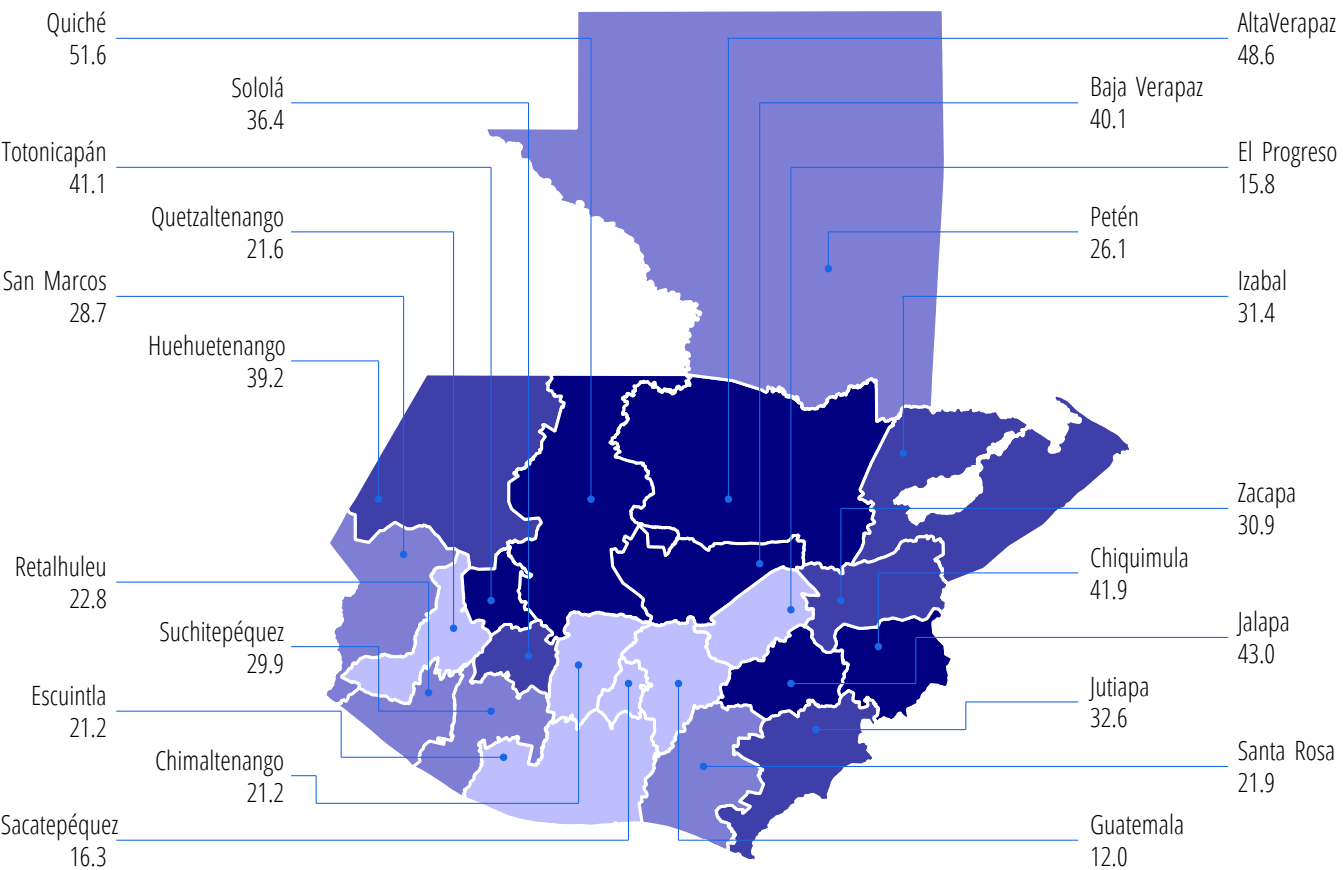 Quiché
51.6
Sololá
36.4
Totonicapán
41.1
Quetzaltenango
21.6
San Marcos
28.7
Huehuetenango
39.2
Retalhuleu
22.8
Suchitepéquez
29.9
Escuintla
21.2
Chimaltenango
21.2
Sacatepéquez
16.3
AltaVerapaz
48.6
Baja Verapaz
40.1
El Progreso
15.8
Petén
26.1
Izabal
31.4
Zacapa
30.9
Chiquimula
41.9
Jalapa
43.0
Jutiapa
32.6
Santa Rosa
21.9
Guatemala
12.0